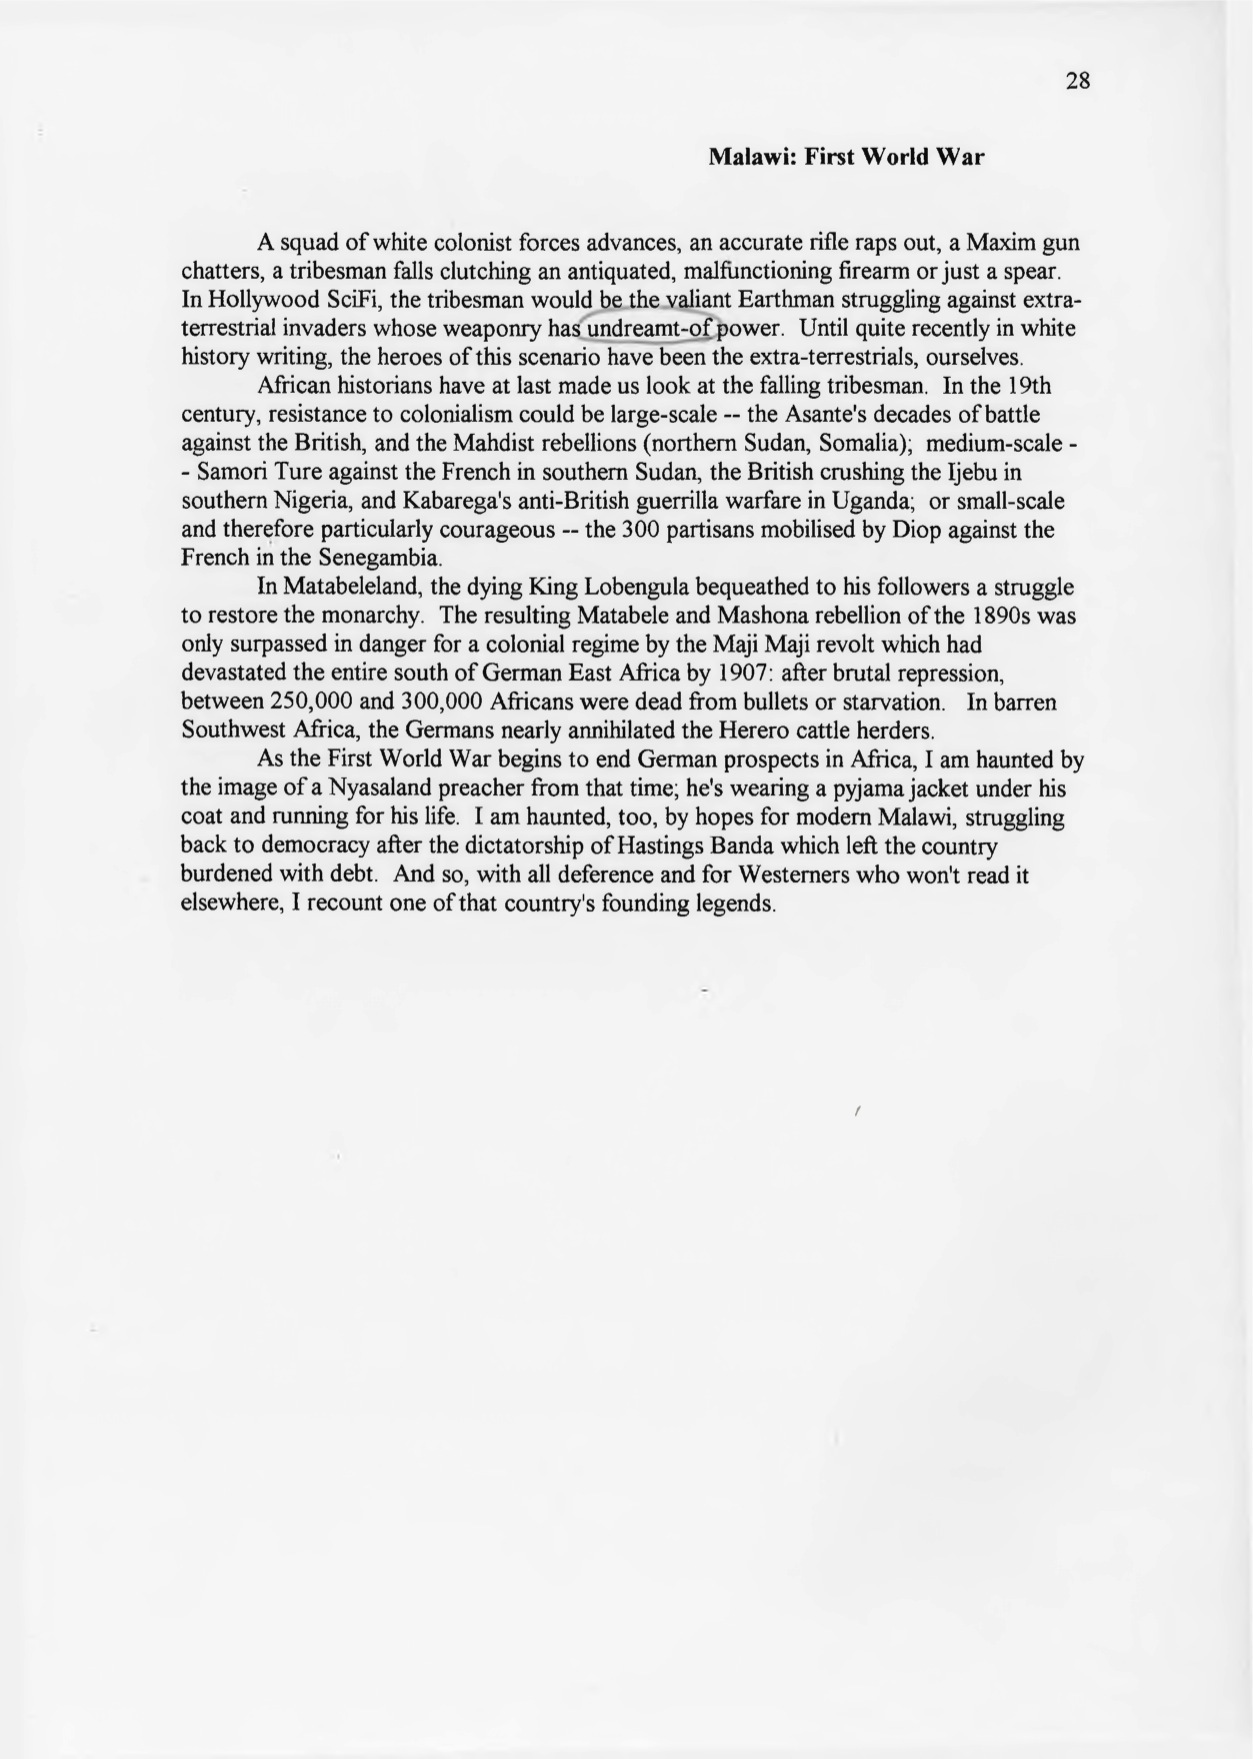 28
Malawi: First World War
A squad of white colonist forces advances, an accurate rifle raps out, a Maxim gun
chatters, a tribesman falls clutching an antiquated, malfunctioning firearm or just a spear.
In Hollywood SciFi, the tribesman would be the valiant Earthman struggling against extra-
terrestrial invaders whose weaponry has undreamt-of power. Until quite recently in white
history writing, the heroes of this scenario have been the extra-terrestrials, ourselves.
African historians have at last made us look at the falling tribesman. In the 19th
century, resistance to colonialism could be large-scale -- the Asante's decades of battle
against the British, and the Mahdist rebellions (northern Sudan, Somalia); medium-scale -
- Samori Ture against the French in southern Sudan, the British crushing the Ijebu in
southern Nigeria, and Kabarega's anti-British guerrilla warfare in Uganda; or small-scale
and therefore particularly courageous -- the 300 partisans mobilised by Diop against the
French in the Senegambia.
In Matabeleland, the dying King Lobengula bequeathed to his followers a struggle
to restore the monarchy. The resulting Matabele and Mashona rebellion of the 1890s was
only surpassed in danger for a colonial regime by the Maji Maji revolt which had
devastated the entire south of German East Africa by 1907: after brutal repression,
between 250,000 and 300,000 Africans were dead from bullets or starvation. In barren
Southwest Africa, the Germans nearly annihilated the Herero cattle herders.
As the First World War begins to end German prospects in Africa, I am haunted by
the image of a Nyasaland preacher from that time; he's wearing a pyjama jacket under his
coat and running for his life. I am haunted, too, by hopes for modern Malawi, struggling
back to democracy after the dictatorship of Hastings Banda which left the country
burdened with debt. And so, with all deference and for Westerners who won't read it
elsewhere, I recount one of that country's founding legends.